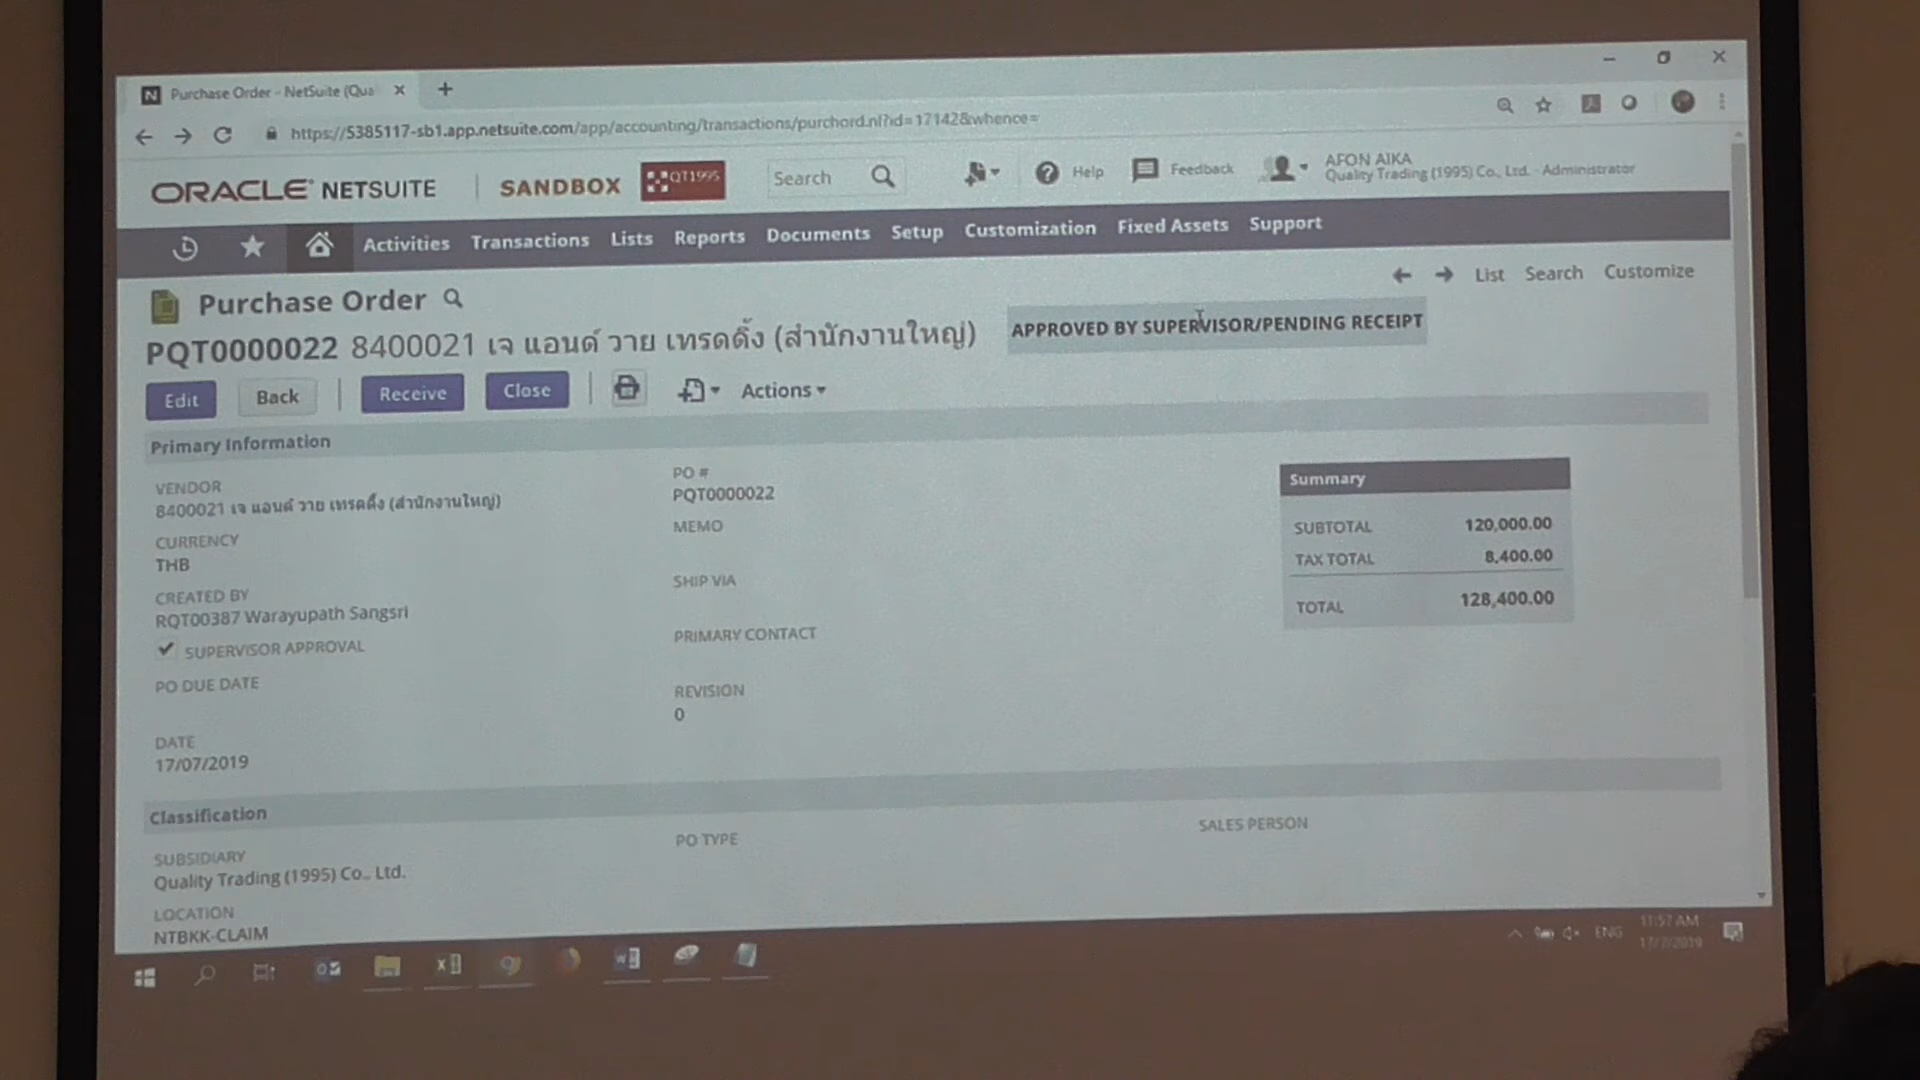 Purchase Order - NetSuite (Qua
https://5385117-sb1.app.netsuite.com/app/accounting/transactions/purchord.nl?id=17142&whence=
ORACLE NETSUITE SANDBOX QT1995 Search Help Feedback AFON AIKA
Quality Trading (1995) Co., Ltd. - Administrator
Activities Transactions Lists Reports Documents Setup Customization Fixed Assets Support
List Search Customize
Purchase Order
PQT0000022 8400021 เจ แอนด์ วาย เทรดดิ้ง (สำนักงานใหญ่) APPROVED BY SUPERVISOR/PENDING RECEIPT
Edit Back Receive Close Actions
Primary Information
VENDOR
8400021 เจ แอนด์ วาย เทรดดิ้ง (สำนักงานใหญ่)
CURRENCY
THB
CREATED BY
RQT00387 Warayupath Sangsri
SUPERVISOR APPROVAL
PO DUE DATE
DATE
17/07/2019
PO #
PQT0000022
MEMO
SHIP VIA
PRIMARY CONTACT
REVISION
0
Summary
SUBTOTAL 120,000.00
TAX TOTAL 8,400.00
TOTAL 128,400.00
Classification
SUBSIDIARY
Quality Trading (1995) Co., Ltd.
LOCATION
NTBKK-CLAIM
PO TYPE
SALES PERSON
ENG
11:57 AM
17/7/2019